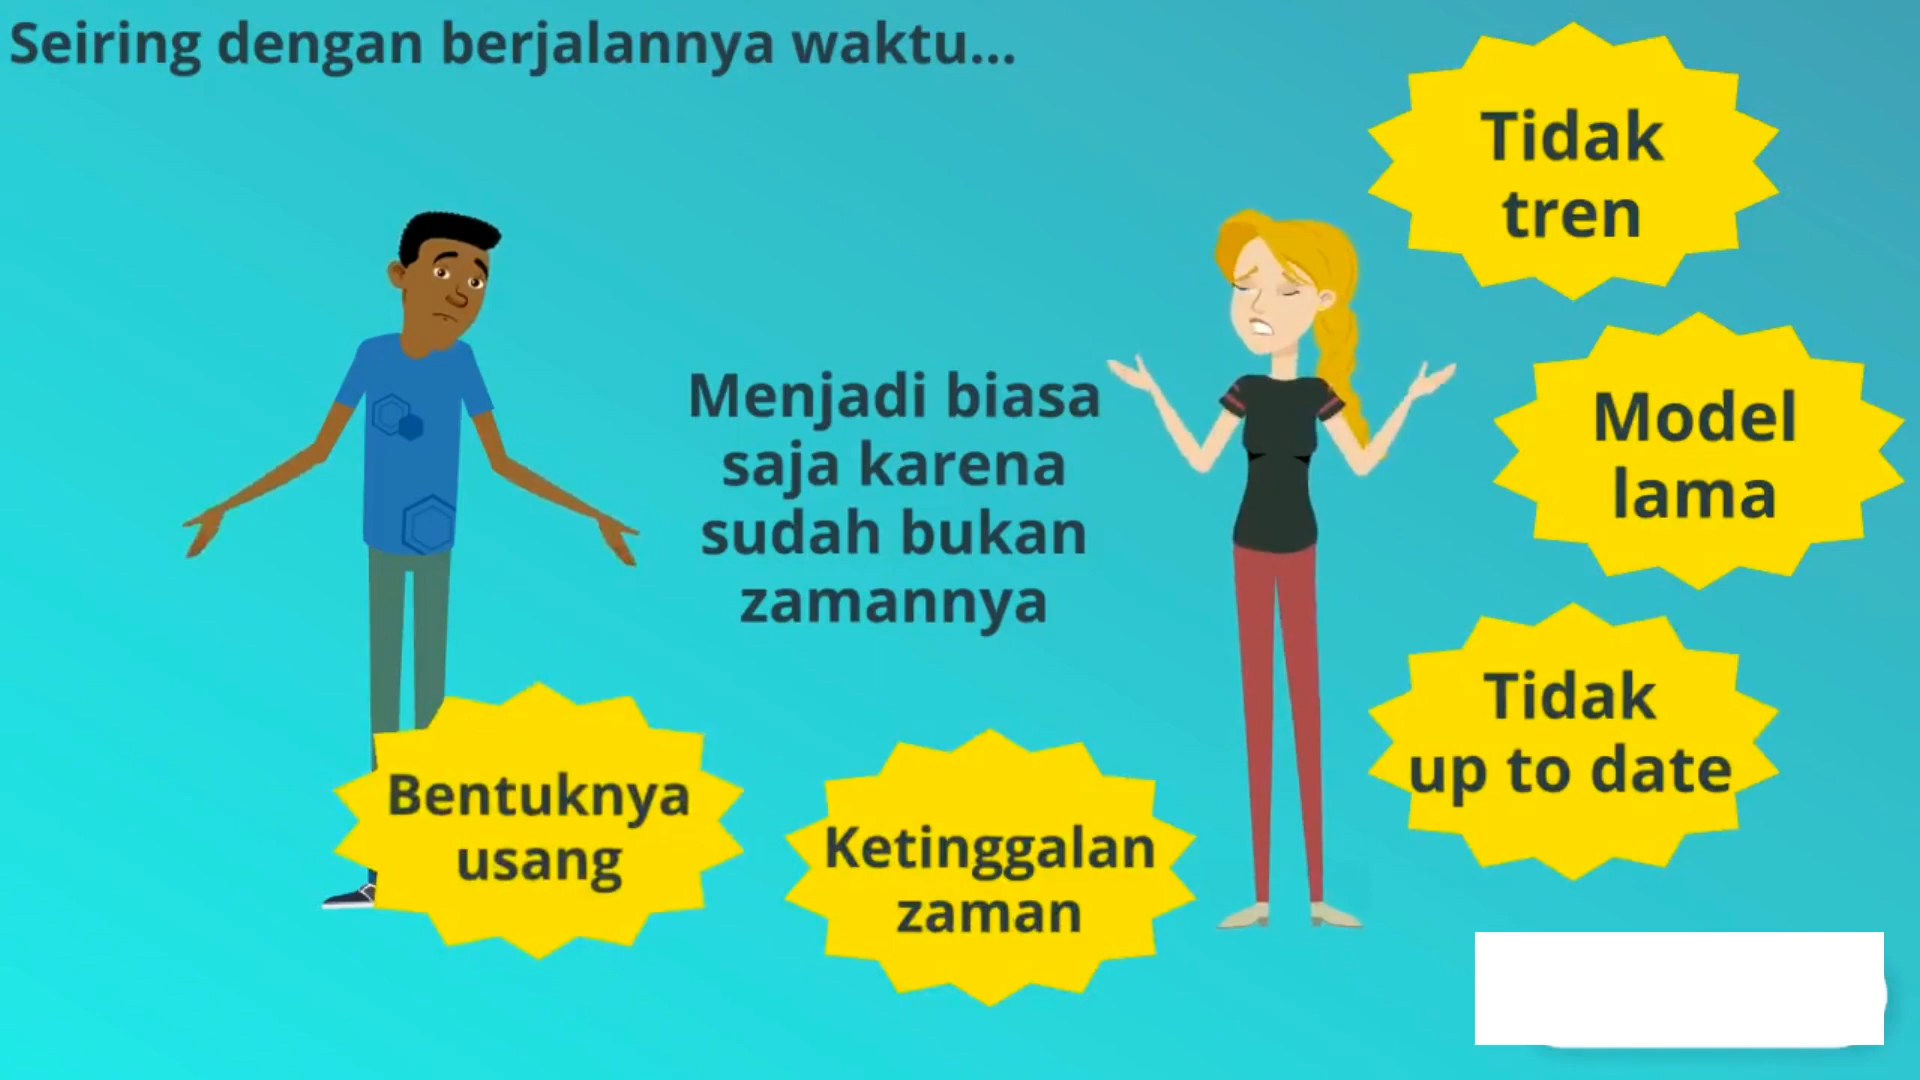 Seiring dengan berjalannya waktu...
Menjadi biasa
saja karena
sudah bukan
zamannya
Tidak
tren
Model
lama
Tidak
up to date
Bentuknya
usang
Ketinggalan
zaman